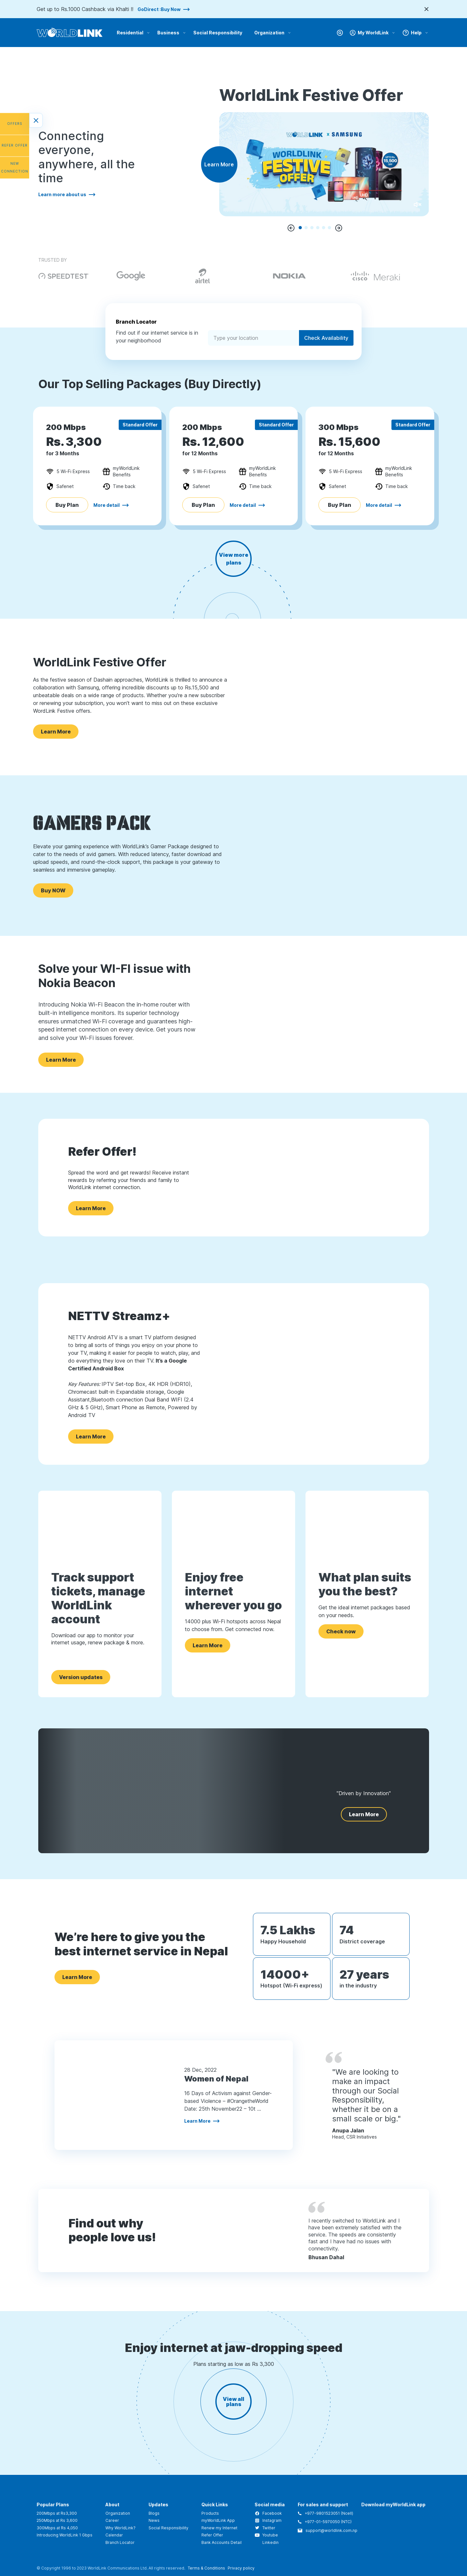 Get up to Rs.1000 Cashback via Khalti !! GoDirect: Buy Now
WORLDLINK Residential Business Social Responsibility Organization My WorldLink Help
OFFERS
REFER OFFER
NEW CONNECTION
Connecting
everyone,
anywhere, all the
time
Learn more about us
WorldLink Festive Offer
Learn More
WORLDLINK × SAMSUNG
FESTIVE
OFFER
15,500
TRUSTED BY
SPEEDTEST Google airtel NOKIA cisco Meraki
Branch Locator
Find out if our internet service is in
your neighborhood
Type your location Check Availability
Our Top Selling Packages (Buy Directly)
Standard Offer
200 Mbps
Rs. 3,300
for 3 Months
5 Wi-Fi Express myWorldLink Benefits
Safenet Time back
Buy Plan More detail
Standard Offer
200 Mbps
Rs. 12,600
for 12 Months
5 Wi-Fi Express myWorldLink Benefits
Safenet Time back
Buy Plan More detail
Standard Offer
300 Mbps
Rs. 15,600
for 12 Months
5 Wi-Fi Express myWorldLink Benefits
Safenet Time back
Buy Plan More detail
View more
plans
WorldLink Festive Offer
As the festive season of Dashain approaches, WorldLink is thrilled to announce a
collaboration with Samsung, offering incredible discounts up to Rs.15,500 and
unbeatable deals on a wide range of products. Whether you're a new subscriber
or renewing your subscription, you won't want to miss out on these exclusive
WorldLink Festive offers.
Learn More
GAMERS PACK
Elevate your gaming experience with WorldLink's Gamer Package designed to
cater to the needs of avid gamers. With reduced latency, faster download and
upload speeds, and round-the-clock support, this package is your gateway to
seamless and immersive gameplay.
Buy NOW
Solve your WI-FI issue with
Nokia Beacon
Introducing Nokia Wi-Fi Beacon the in-home router with
built-in intelligence monitors. Its superior technology
ensures unmatched Wi-Fi coverage and guarantees high-
speed internet connection on every device. Get yours now
and solve your Wi-Fi issues forever.
Learn More
Refer Offer!
Spread the word and get rewards! Receive instant
rewards by referring your friends and family to
WorldLink internet connection.
Learn More
NETTV Streamz+
NETTV Android ATV is a smart TV platform designed
to bring all sorts of things you enjoy on your phone to
your TV, making it easier for people to watch, play, and
do everything they love on their TV. It's a Google
Certified Android Box
Key Features: IPTV Set-top Box, 4K HDR (HDR10),
Chromecast built-in Expandable storage, Google
Assistant,Bluetooth connection Dual Band WIFI (2.4
GHz & 5 GHz), Smart Phone as Remote, Powered by
Android TV
Learn More
Track support
tickets, manage
WorldLink
account
Download our app to monitor your
internet usage, renew package & more.
Version updates
Enjoy free
internet
wherever you go
14000 plus Wi-Fi hotspots across Nepal
to choose from. Get connected now.
Learn More
What plan suits
you the best?
Get the ideal internet packages based
on your needs.
Check now
"Driven by Innovation"
Learn More
We're here to give you the
best internet service in Nepal
Learn More
7.5 Lakhs
Happy Household
74
District coverage
14000+
Hotspot (Wi-Fi express)
27 years
in the industry
28 Dec, 2022
Women of Nepal
16 Days of Activism against Gender-
based Violence – #OrangetheWorld
Date: 25th November22 – 10t ...
Learn More
"We are looking to
make an impact
through our Social
Responsibility,
whether it be on a
small scale or big."
Anupa Jalan
Head, CSR Initiatives
Find out why
people love us!
I recently switched to WorldLink and I
have been extremely satisfied with the
service. The speeds are consistently
fast and I have had no issues with
connectivity.
Bhusan Dahal
Enjoy internet at jaw-dropping speed
Plans starting as low as Rs 3,300
View all
plans
Popular Plans
200Mbps at Rs3,300
250Mbps at Rs 3,600
300Mbps at Rs 4,050
Introducing WorldLink 1 Gbps
About
Organization
Career
Why WorldLink?
Calendar
Branch Locator
Updates
Blogs
News
Social Responsibility
Quick Links
Products
myWorldLink App
Renew my Internet
Refer Offer
Bank Accounts Detail
Social media
Facebook
Instagram
Twitter
Youtube
Linkedin
For sales and support
+977-9801523051 (Ncell)
+977-01-5970050 (NTC)
support@worldlink.com.np
Download myWorldLink app
© Copyright 1995 to 2023 WorldLink Communications Ltd. All rights reserved. Terms & Conditions Privacy policy